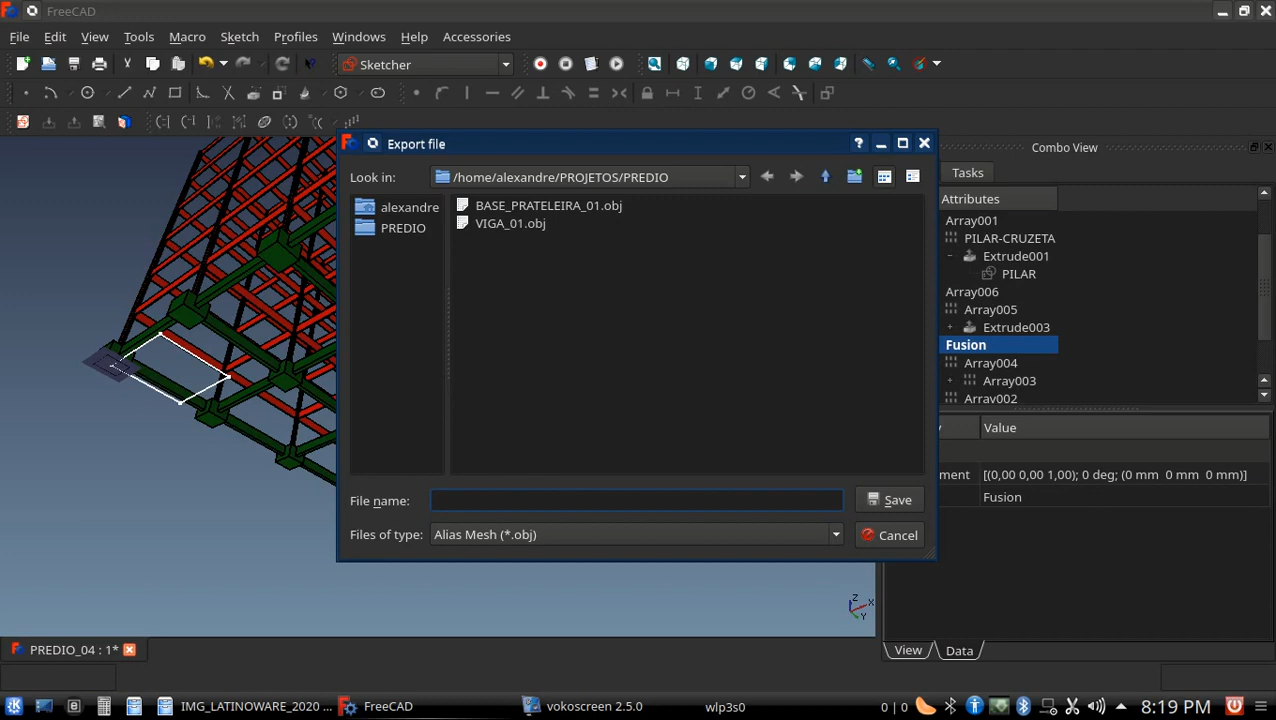 FreeCAD
File Edit View Tools Macro Sketch Profiles Windows Help Accessories
Sketcher
Export file
Look in: /home/alexandre/PROJETOS/PREDIO
alexandre
PREDIO
BASE_PRATELEIRA_01.obj
VIGA_01.obj
File name: Save
Files of type: Alias Mesh (*.obj) Cancel
Combo View
Tasks
Attributes
Array001
PILAR-CRUZETA
Extrude001
PILAR
Array006
Array005
Extrude003
Fusion
Array004
Array003
Array002
y Value
ment [(0,00 0,00 1,00); 0 deg; (0 mm 0 mm 0 mm)]
Fusion
Z
X
Y
PREDIO_04 : 1*
View Data
IMG_LATINOWARE_2020 ... FreeCAD vokoscreen 2.5.0 wlp3s0 0 | 0 8:19 PM